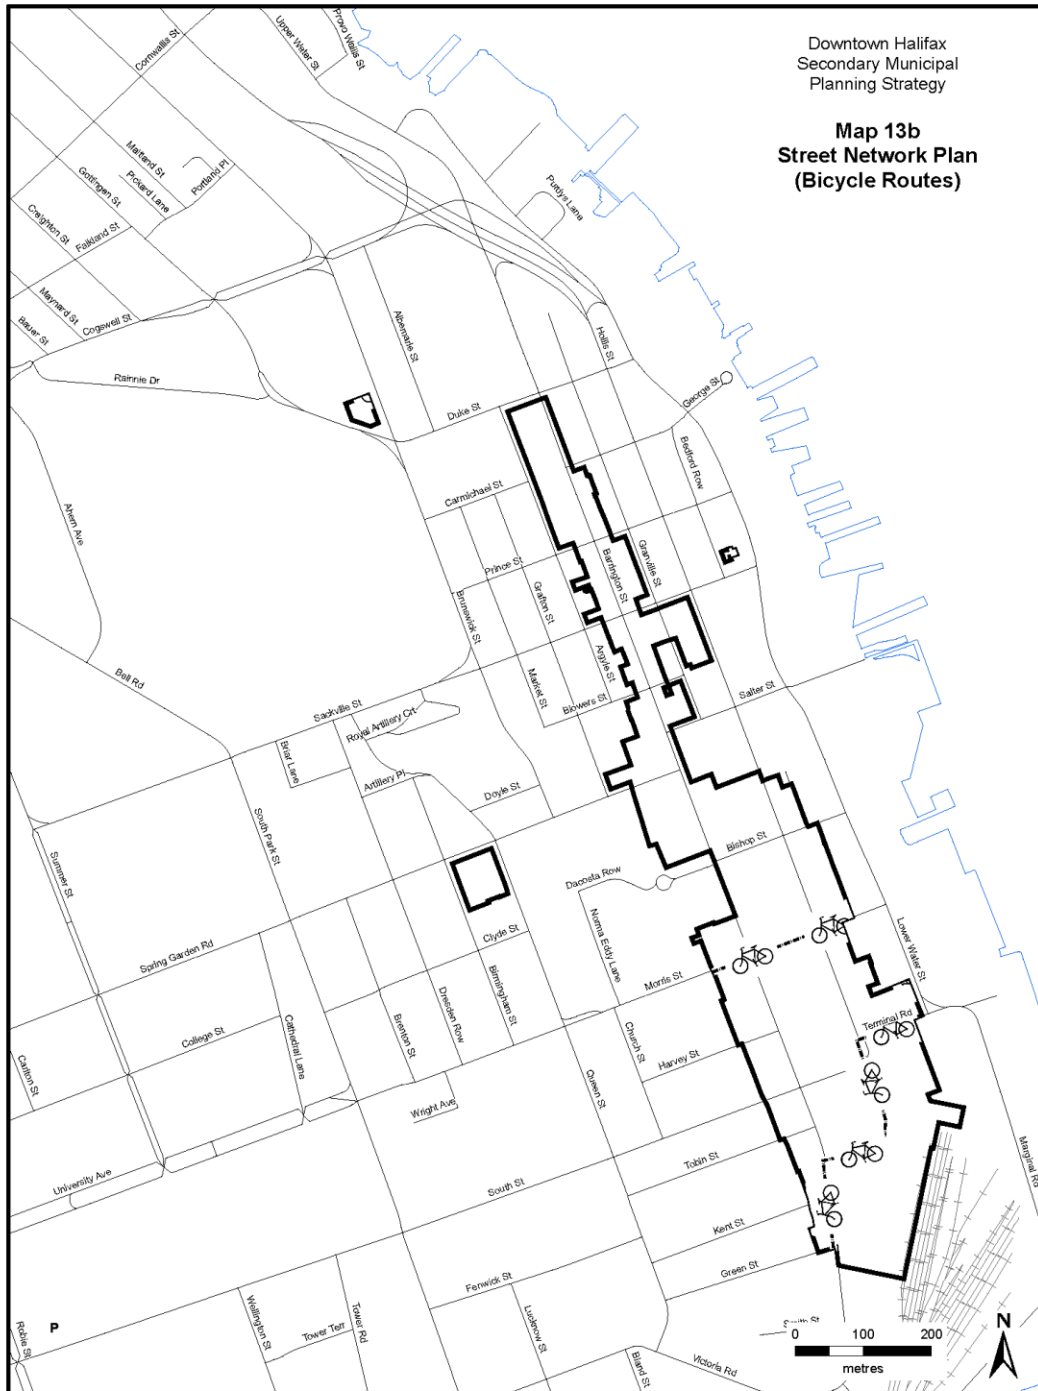 Downtown Halifax
Secondary Municipal
Planning Strategy
Map 13b
Street Network Plan
(Bicycle Routes)
Cornwallis St
Upper Water St
Provo Wallis St
Maitland St
Pickard Lane
Portland Pl
Gottingen St
Creighton St
Falkland St
Purdys Lane
Maynard St
Bauer St
Cogswell St
Albemarle St
Hollis St
Rainnie Dr
Duke St
George St
Bedford Row
Carmichael St
Ahern Ave
Prince St
Barrington St
Granville St
Grafton St
Brunswick St
Argyle St
Market St
Bell Rd
Blowers St
Salter St
Sackville St
Royal Artillery Crt
Briar Lane
Artillery Pl
Doyle St
South Park St
Bishop St
Summer St
Dacosta Row
Norma Eddy Lane
Clyde St
Spring Garden Rd
Lower Water St
Morris St
Birmingham St
Dresden Row
Terminal Rd
College St
Cathedral Lane
Brenton St
Church St
Harvey St
Carlton St
Queen St
Wright Ave
Marginal Rd
Tobin St
University Ave
South St
Kent St
Green St
Fenwick St
Wellington St
Tower Rd
Tower Terr
Lucknow St
Robie St
P
Smith St
Bland St
Victoria Rd
N
0 100 200
metres